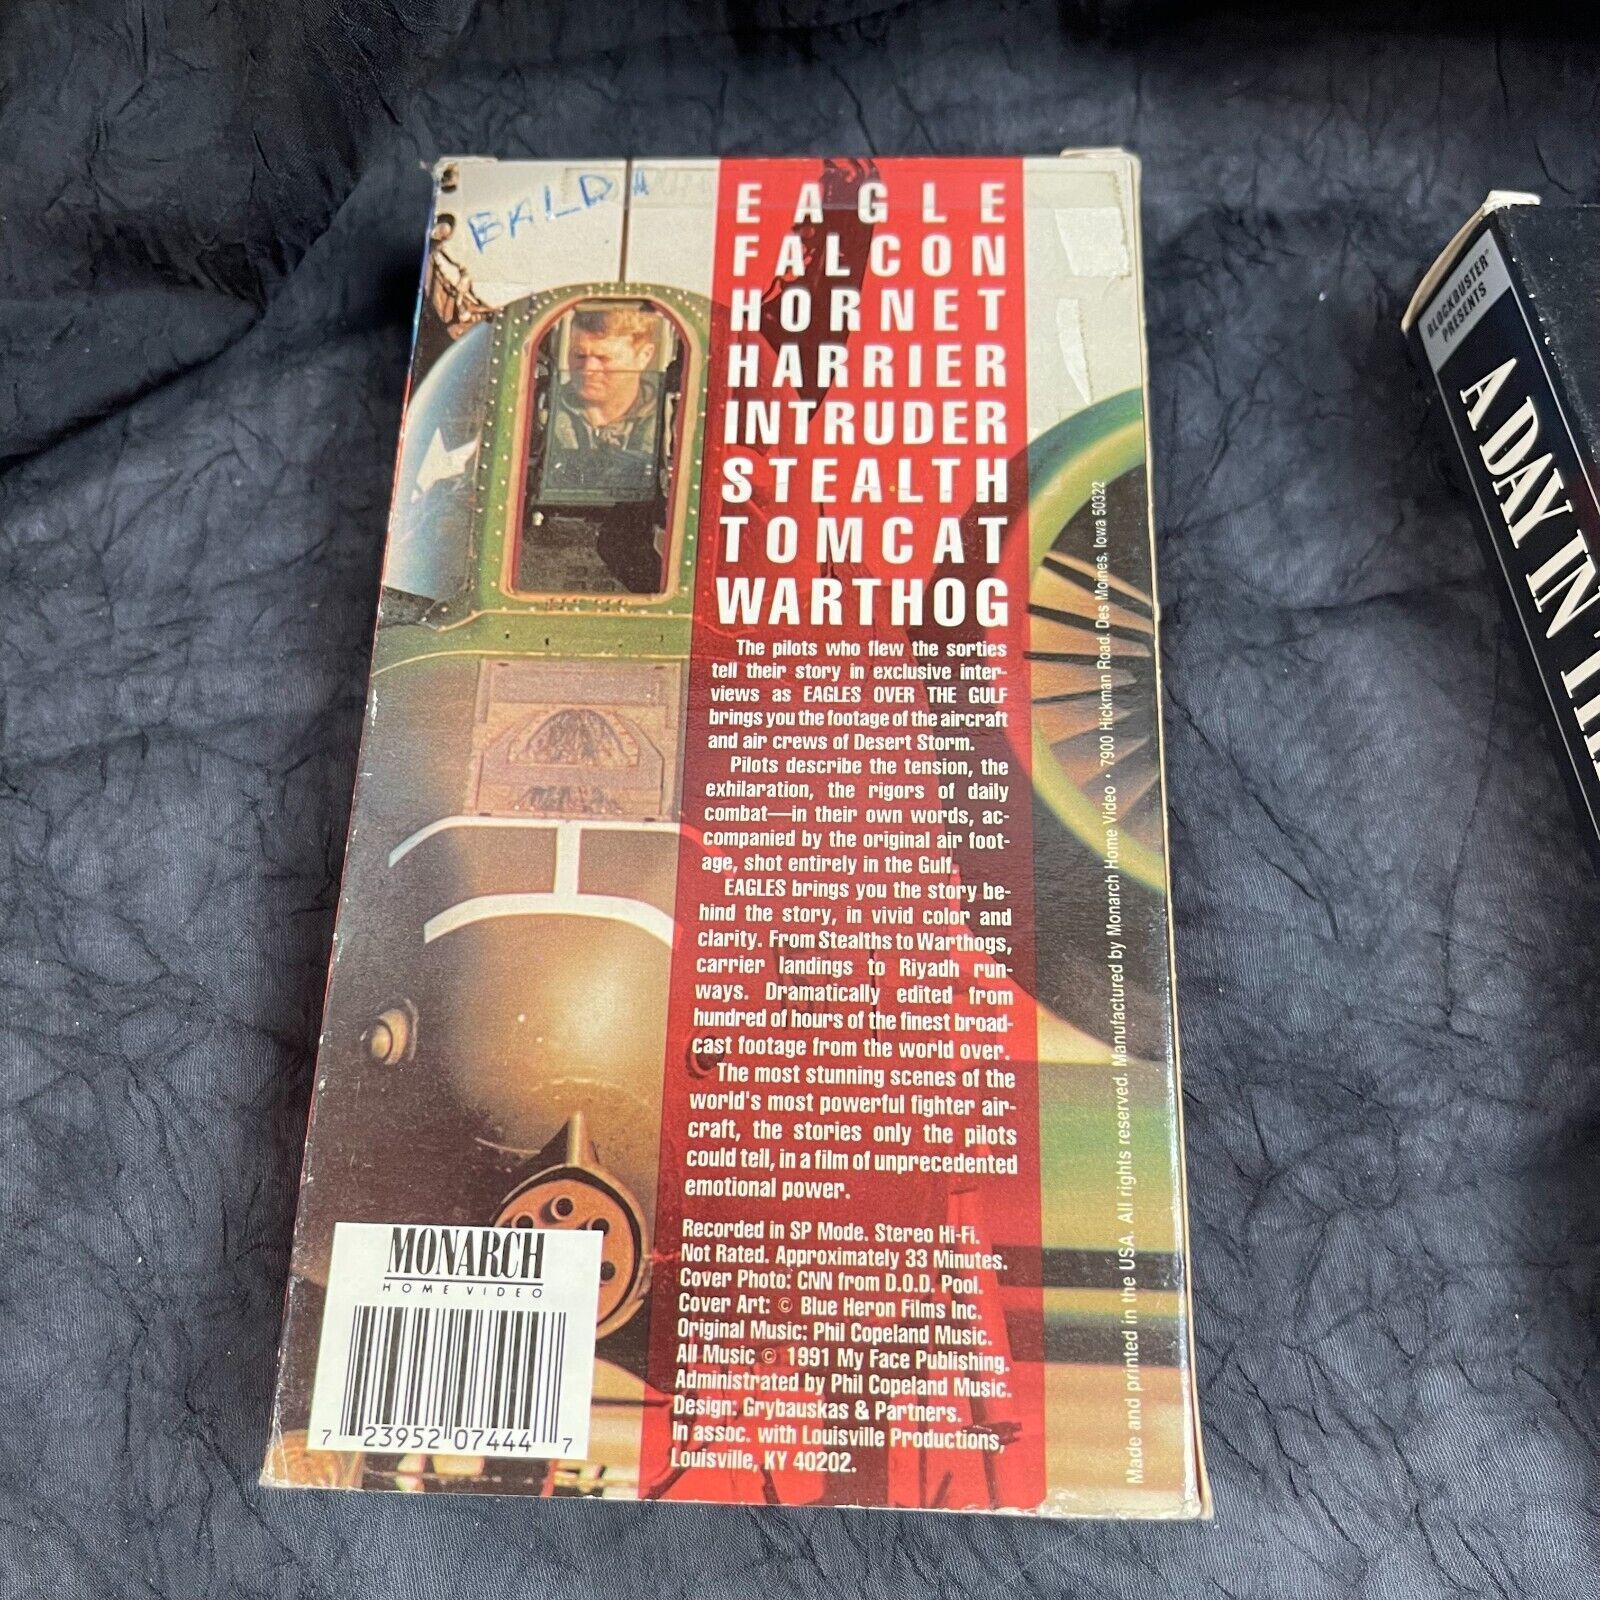 EAGLE
FALCON
HORNET
HARRIER
INTRUDER
STEALTH
TOMCAT
WARTHOG
The pilots who flew the sorties
tell their story in exclusive inter-
views as EAGLES OVER THE GULF
brings you the footage of the aircraft
and air crews of Desert Storm.
Pilots describe the tension, the
exhilaration, the rigors of daily
combat—in their own words, ac-
companied by the original air foot-
age, shot entirely in the Gulf.
EAGLES brings you the story be-
hind the story, in vivid color and
clarity. From Stealths to Warthogs,
carrier landings to Riyadh run-
ways. Dramatically edited from
hundred of hours of the finest broad-
cast footage from the world over.
The most stunning scenes of the
world's most powerful fighter air-
craft, the stories only the pilots
could tell, in a film of unprecedented
emotional power.
Recorded in SP Mode. Stereo Hi-Fi.
Not Rated. Approximately 33 Minutes.
Cover Photo: CNN from D.O.D. Pool.
Cover Art: © Blue Heron Films Inc.
Original Music: Phil Copeland Music.
All Music © 1991 My Face Publishing.
Administrated by Phil Copeland Music.
Design: Grybauskas & Partners.
In assoc. with Louisville Productions,
Louisville, KY 40202.
MONARCH
HOME VIDEO
7 23952 07444 7
Made and printed in the USA. All rights reserved. Manufactured by Monarch Home Video • 7900 Hickman Road, Des Moines, Iowa 50322
BLOCKBUSTER
PRESENTS
A DAY IN